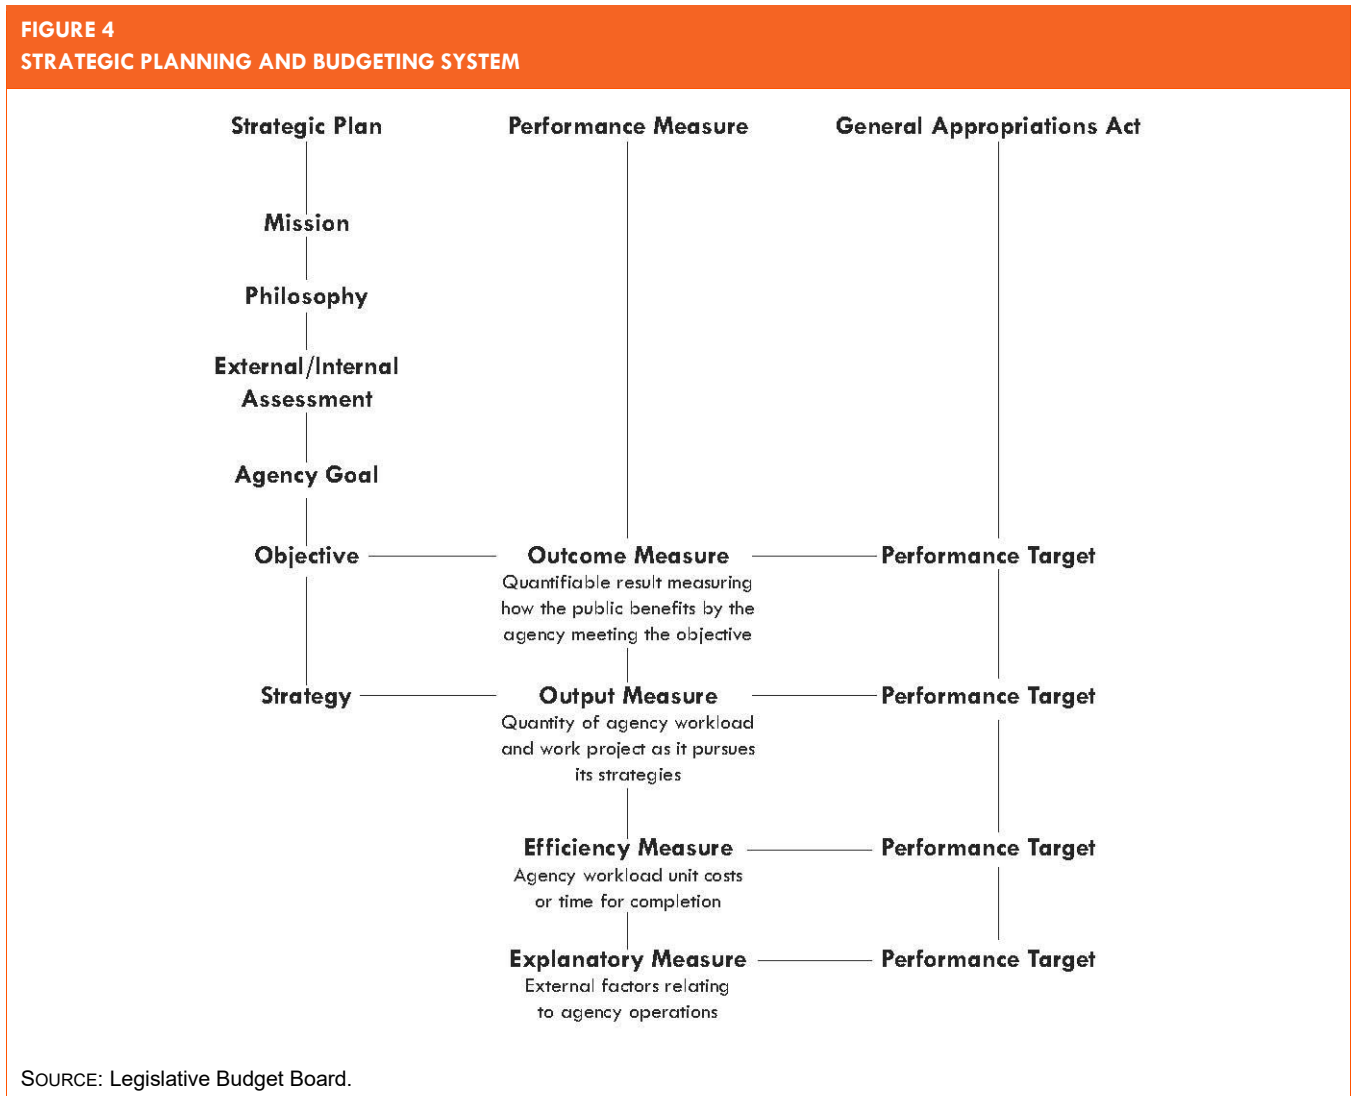 FIGURE 4
STRATEGIC PLANNING AND BUDGETING SYSTEM
Strategic Plan
Performance Measure
General Appropriations Act
Mission
Philosophy
External/Internal
Assessment
Agency Goal
Objective
Outcome Measure
Performance Target
Quantifiable result measuring
how the public benefits by the
agency meeting the objective
Strategy
Output Measure
Performance Target
Quantity of agency workload
and work project as it pursues
its strategies
Efficiency Measure
Performance Target
Agency workload unit costs
or time for completion
Explanatory Measure
Performance Target
External factors relating
to agency operations
SOURCE: Legislative Budget Board.